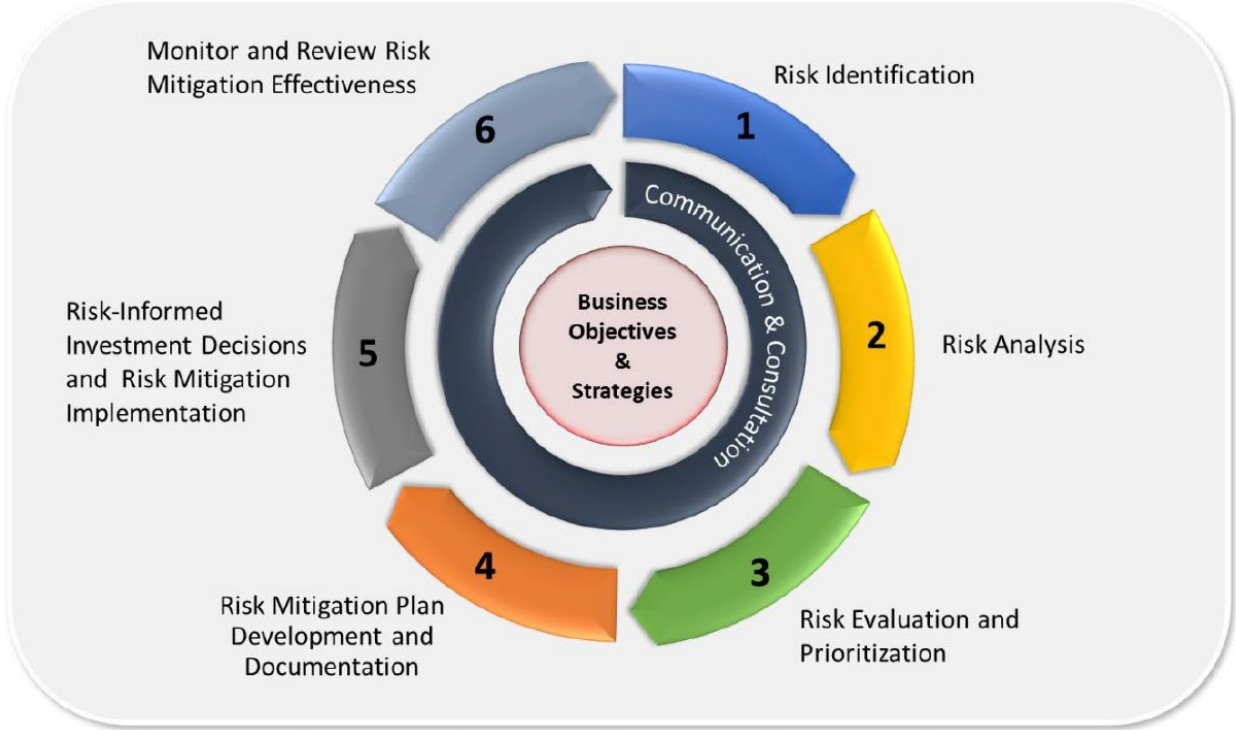 Monitor and Review Risk
Mitigation Effectiveness
6
1
Risk Identification
Communication & Consultation
Business
Objectives
&
Strategies
Risk-Informed
Investment Decisions
and Risk Mitigation
Implementation
5
2
Risk Analysis
4
Risk Mitigation Plan
Development and
Documentation
3
Risk Evaluation and
Prioritization